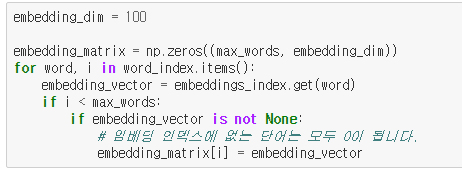 embedding_dim = 100

embedding_matrix = np.zeros((max_words, embedding_dim))
for word, i in word_index.items():
    embedding_vector = embeddings_index.get(word)
    if i < max_words:
        if embedding_vector is not None:
            # 임베딩 인덱스에 없는 단어는 모두 0이 됩니다.
            embedding_matrix[i] = embedding_vector